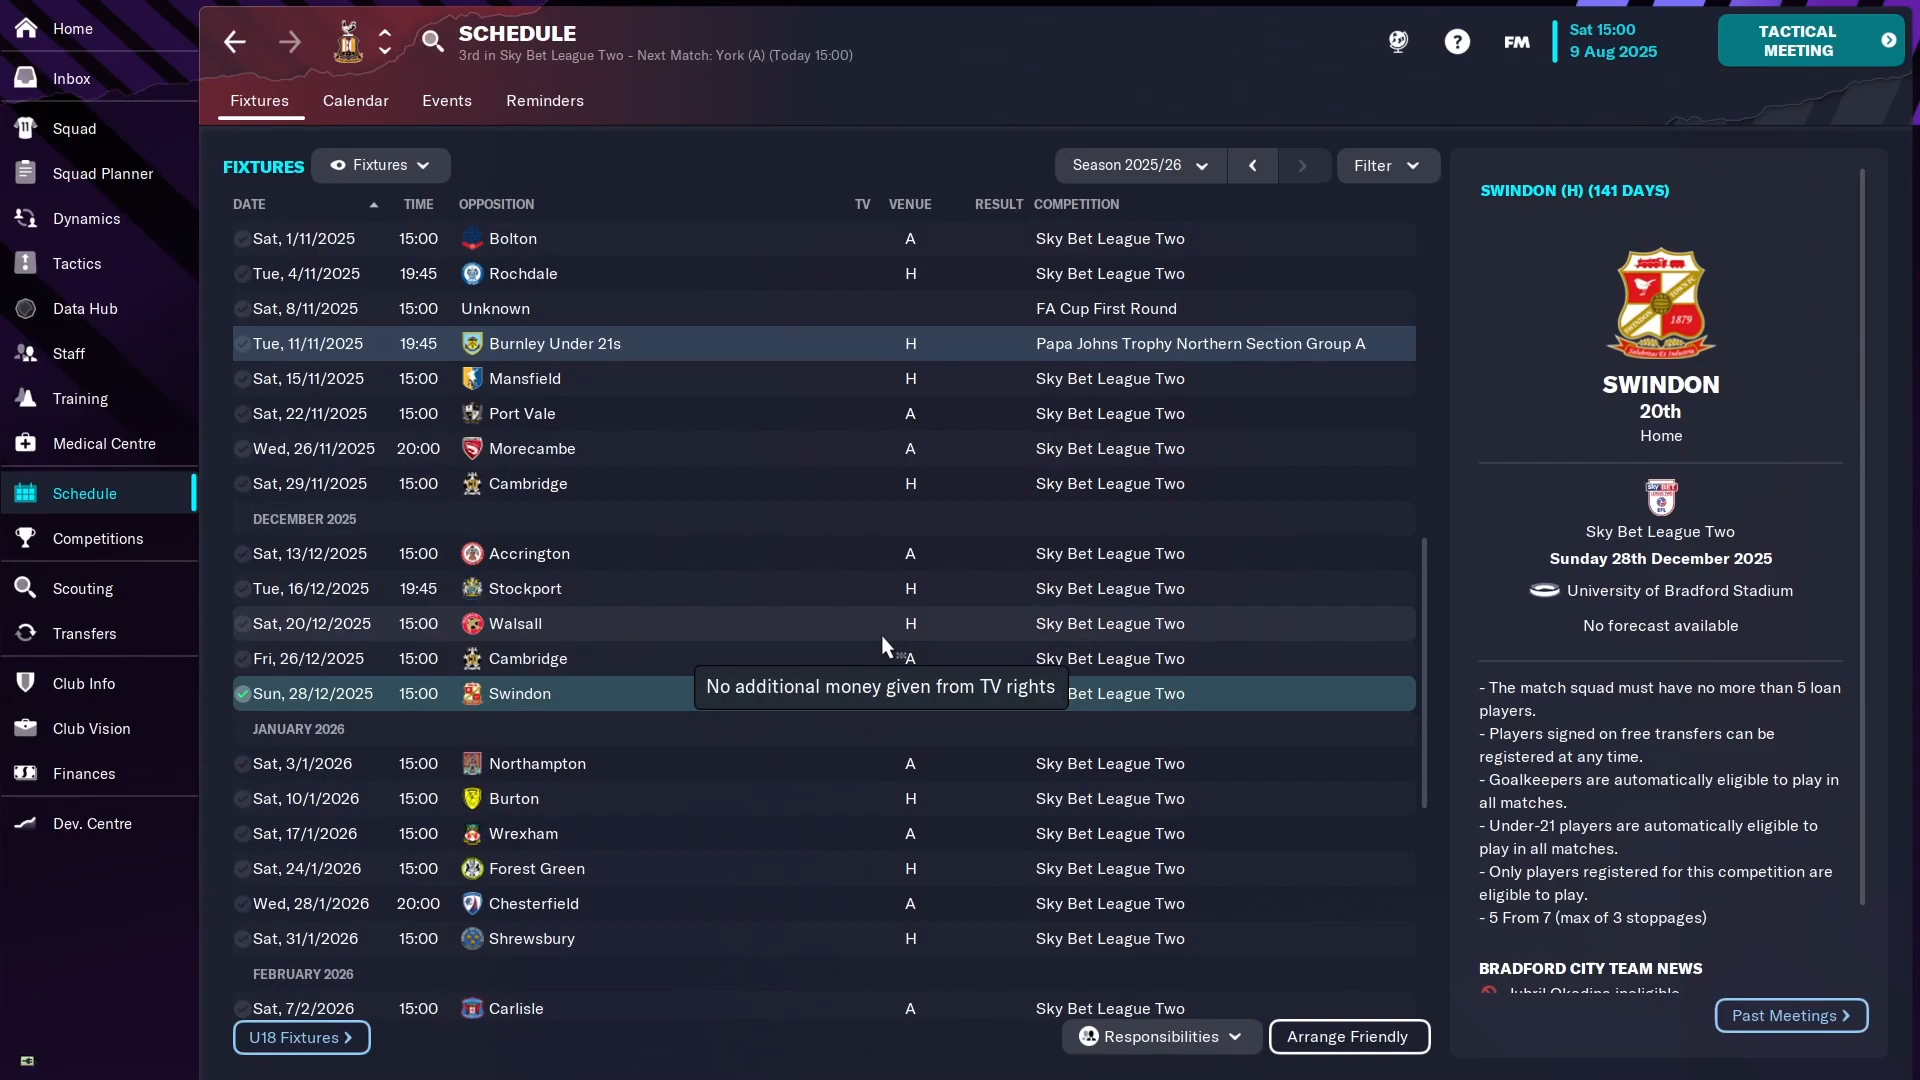 Home
Inbox
Squad
Squad Planner
Dynamics
Tactics
Data Hub
Staff
Training
Medical Centre
Schedule
Competitions
Scouting
Transfers
Club Info
Club Vision
Finances
Dev. Centre
SCHEDULE
3rd in Sky Bet League Two - Next Match: York (A) (Today 15:00)
FM
Sat 15:00
9 Aug 2025
TACTICAL
MEETING
Fixtures Calendar Events Reminders
FIXTURES Fixtures Season 2025/26 Filter
DATE TIME OPPOSITION TV VENUE RESULT COMPETITION
Sat, 1/11/2025 15:00 Bolton A Sky Bet League Two
Tue, 4/11/2025 19:45 Rochdale H Sky Bet League Two
Sat, 8/11/2025 15:00 Unknown FA Cup First Round
Tue, 11/11/2025 19:45 Burnley Under 21s H Papa Johns Trophy Northern Section Group A
Sat, 15/11/2025 15:00 Mansfield H Sky Bet League Two
Sat, 22/11/2025 15:00 Port Vale A Sky Bet League Two
Wed, 26/11/2025 20:00 Morecambe A Sky Bet League Two
Sat, 29/11/2025 15:00 Cambridge H Sky Bet League Two
DECEMBER 2025
Sat, 13/12/2025 15:00 Accrington A Sky Bet League Two
Tue, 16/12/2025 19:45 Stockport H Sky Bet League Two
Sat, 20/12/2025 15:00 Walsall H Sky Bet League Two
Fri, 26/12/2025 15:00 Cambridge A Sky Bet League Two
Sun, 28/12/2025 15:00 Swindon Bet League Two
No additional money given from TV rights
JANUARY 2026
Sat, 3/1/2026 15:00 Northampton A Sky Bet League Two
Sat, 10/1/2026 15:00 Burton H Sky Bet League Two
Sat, 17/1/2026 15:00 Wrexham A Sky Bet League Two
Sat, 24/1/2026 15:00 Forest Green H Sky Bet League Two
Wed, 28/1/2026 20:00 Chesterfield A Sky Bet League Two
Sat, 31/1/2026 15:00 Shrewsbury H Sky Bet League Two
FEBRUARY 2026
Sat, 7/2/2026 15:00 Carlisle A Sky Bet League Two
U18 Fixtures Responsibilities Arrange Friendly
SWINDON (H) (141 DAYS)
SWINDON
20th
Home
Sky Bet League Two
Sunday 28th December 2025
University of Bradford Stadium
No forecast available
- The match squad must have no more than 5 loan
players.
- Players signed on free transfers can be
registered at any time.
- Goalkeepers are automatically eligible to play in
all matches.
- Under-21 players are automatically eligible to
play in all matches.
- Only players registered for this competition are
eligible to play.
- 5 From 7 (max of 3 stoppages)
BRADFORD CITY TEAM NEWS
Past Meetings